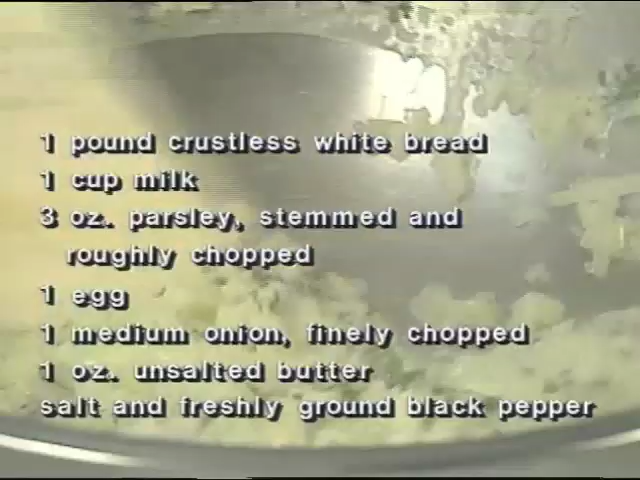 1 pound crustless white bread
1 cup milk
3 oz. parsley, stemmed and
roughly chopped
1 egg
1 medium onion, finely chopped
1 oz. unsalted butter
salt and freshly ground black pepper